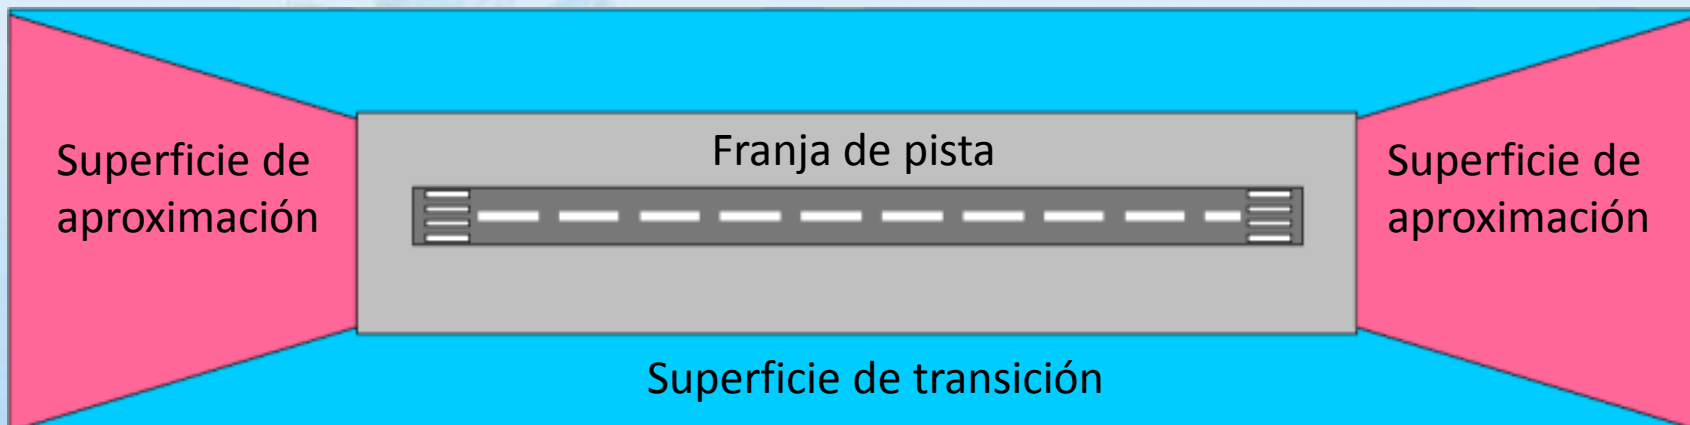 Franja de pista
Superficie de
aproximación
Superficie de
aproximación
Superficie de transición